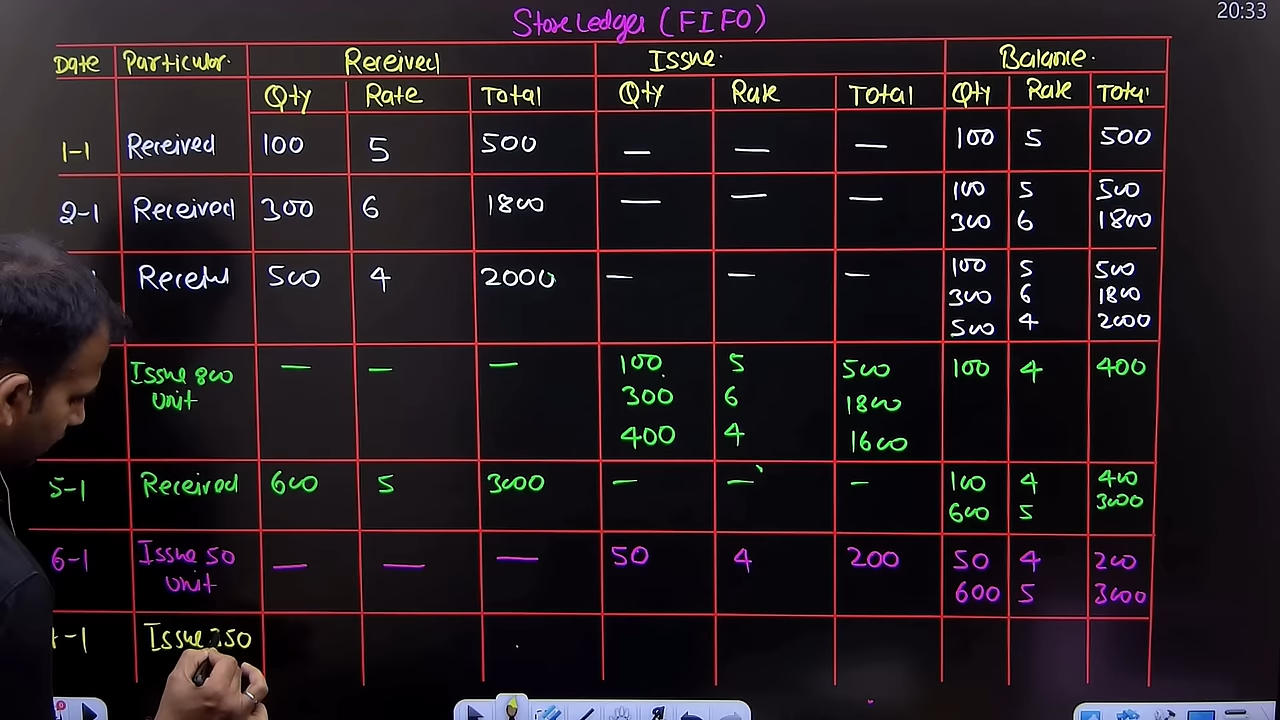 20:33
Store Ledger (FIFO)
Date Particular. Received Issue. Balance.
Qty Rate Total Qty Rate Total Qty Rate Total
1-1 Received 100 5 500 — — — 100 5 500
2-1 Received 300 6 1800 — — — 100 5 500
300 6 1800
500 4 2000 — — — 100 5 500
300 6 1800
500 4 2000
Issue 800 — — — 100 5 500 100 4 400
unit 300 6 1800
400 4 1600
5-1 Received 600 5 3000 — — — 100 4 400
600 5 3000
6-1 Issue 50 — — — 50 4 200 50 4 200
unit 600 5 3000
-1 Issue